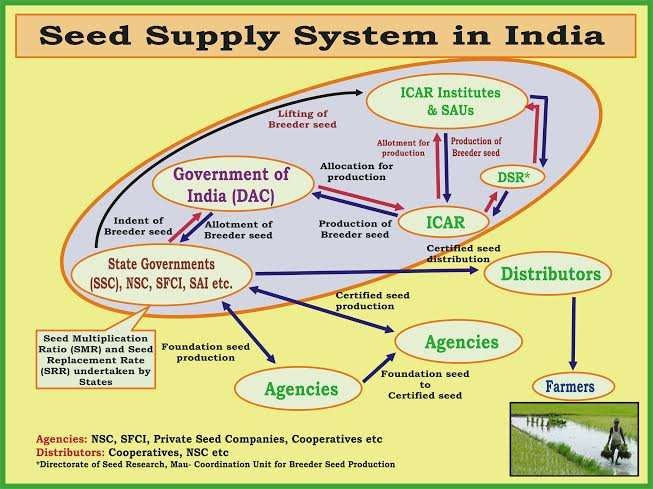 Seed Supply System in India
ICAR Institutes
& SAUs
Lifting of
Breeder seed
Allotment for
production
Production of
Breeder seed
DSR*
Government of
India (DAC)
Allocation for
production
ICAR
Production of
Breeder seed
Indent of
Breeder seed
Allotment of
Breeder seed
State Governments
(SSC), NSC, SFCI, SAI etc.
Certified seed
distribution
Distributors
Certified seed
production
Seed Multiplication
Ratio (SMR) and Seed
Replacement Rate
(SRR) undertaken by
States
Foundation seed
production
Agencies
Agencies
Foundation seed
to
Certified seed
Farmers
Agencies: NSC, SFCI, Private Seed Companies, Cooperatives etc
Distributors: Cooperatives, NSC etc
*Directorate of Seed Research, Mau- Coordination Unit for Breeder Seed Production